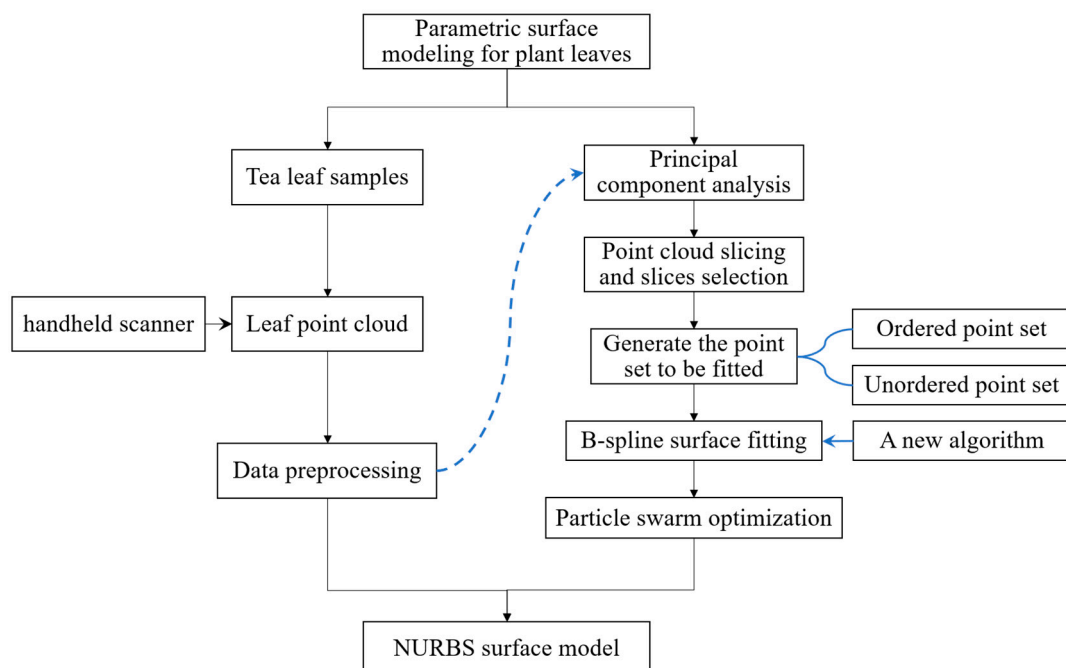 Parametric surface
modeling for plant leaves
Tea leaf samples
Principal
component analysis
Point cloud slicing
and slices selection
handheld scanner
Leaf point cloud
Generate the point
set to be fitted
Ordered point set
Unordered point set
Data preprocessing
B-spline surface fitting
A new algorithm
Particle swarm optimization
NURBS surface model